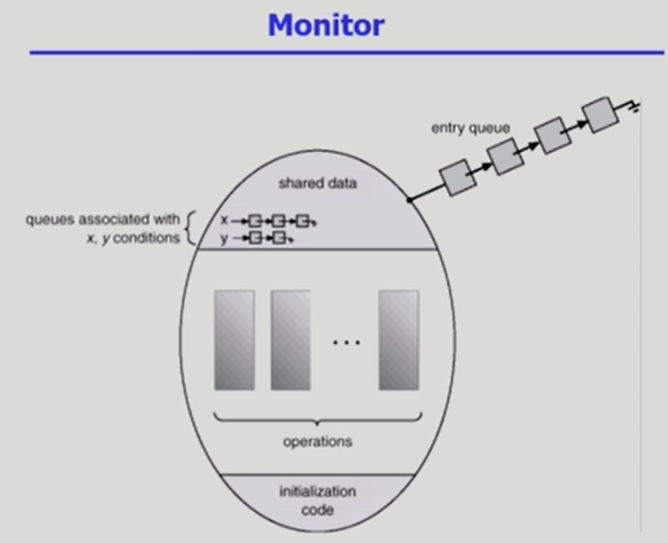 Monitor
entry queue
shared data
queues associated with
x, y conditions
x
y
...
operations
initialization
code